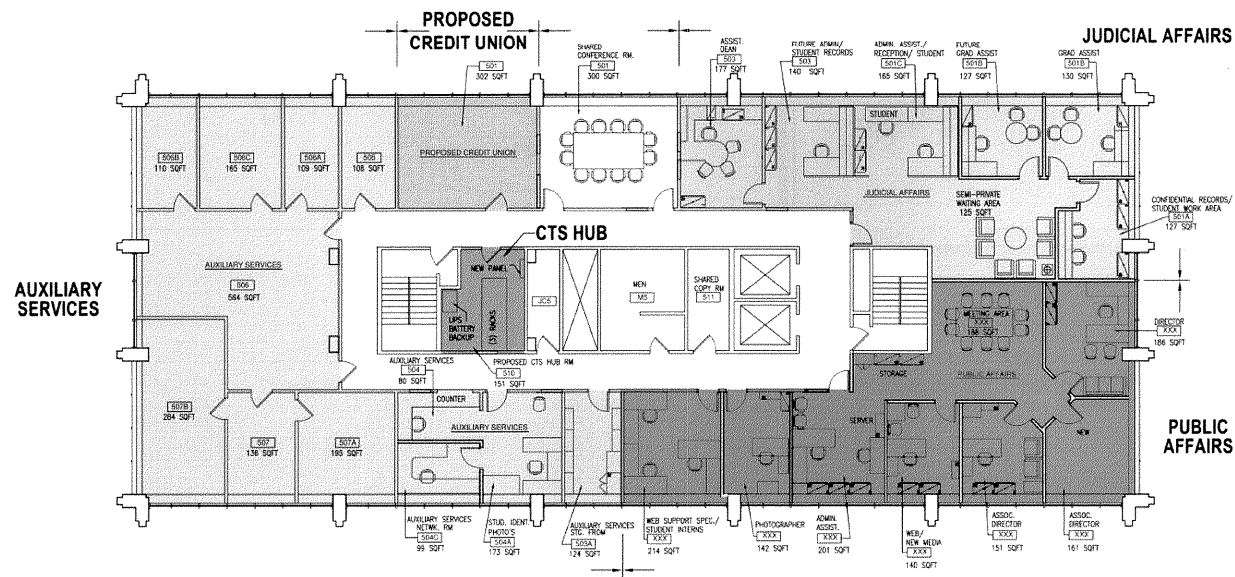 PROPOSED
CREDIT UNION
JUDICIAL AFFAIRS
501
302 SQFT
SHARED
CONFERENCE RM.
501
300 SQFT
ASSIST.
DEAN
503
177 SQFT
FUTURE ADMIN/
STUDENT RECORDS
503
140 SQFT
ADMIN. ASSIST./
RECEPTION/ STUDENT
501C
165 SQFT
FUTURE
GRAD ASSIST
501B
127 SQFT
GRAD ASSIST
501B
130 SQFT
506B
110 SQFT
506C
165 SQFT
506A
109 SQFT
505
108 SQFT
PROPOSED CREDIT UNION
STUDENT
JUDICIAL AFFAIRS
SEMI-PRIVATE
WAITING AREA
125 SQFT
CONFIDENTIAL RECORDS/
STUDENT WORK AREA
501A
127 SQFT
CTS HUB
AUXILIARY
SERVICES
AUXILIARY SERVICES
506
564 SQFT
NEW PANEL
UPS
BATTERY
BACKUP
(3) RACKS
JC5
MEN
M5
SHARED
COPY RM
511
MEETING AREA
XXX
188 SQFT
DIRECTOR
XXX
186 SQFT
AUXILIARY SERVICES
504
80 SQFT
PROPOSED CTS HUB RM
510
151 SQFT
STORAGE
PUBLIC AFFAIRS
507B
284 SQFT
507
136 SQFT
507A
195 SQFT
COUNTER
AUXILIARY SERVICES
SERVER
NEW
PUBLIC
AFFAIRS
AUXILIARY SERVICES
NETWK. RM
504C
99 SQFT
STUD. IDENT.
PHOTO'S
504A
173 SQFT
AUXILIARY SERVICES
STG. FROM
503A
124 SQFT
WEB SUPPORT SPEC./
STUDENT INTERNS
XXX
214 SQFT
PHOTOGRAPHER
XXX
142 SQFT
ADMIN.
ASSIST.
XXX
201 SQFT
WEB/
NEW MEDIA
XXX
140 SQFT
ASSOC.
DIRECTOR
XXX
151 SQFT
ASSOC.
DIRECTOR
XXX
161 SQFT